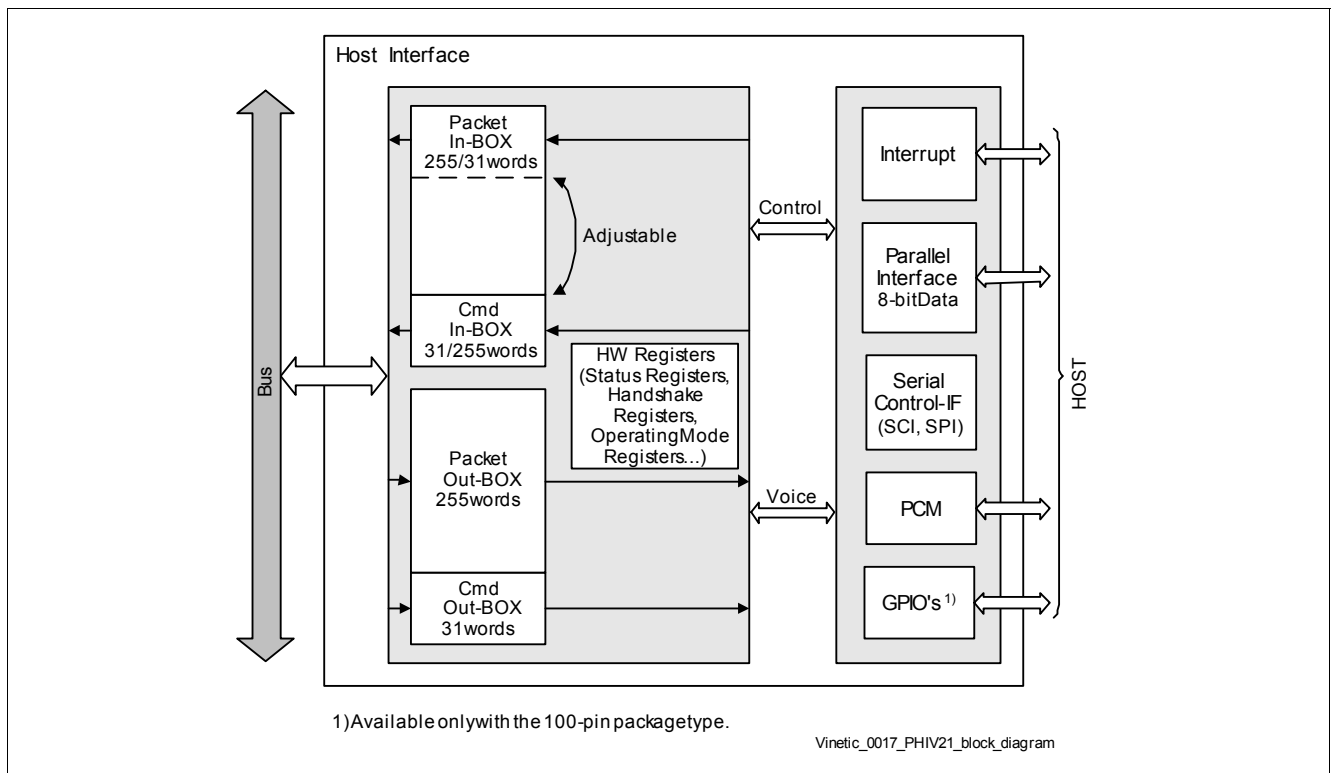 Host Interface
Packet
In-BOX
255/31words
Adjustable
Cmd
In-BOX
31/255words
HW Registers
(Status Registers,
Handshake
Registers,
OperatingMode
Registers...)
Packet
Out-BOX
255words
Cmd
Out-BOX
31words
Bus
Control
Voice
Interrupt
Parallel
Interface
8-bitData
Serial
Control-IF
(SCI, SPI)
PCM
GPIO's 1)
HOST
1)Available onlywith the 100-pin packagetype.
Vinetic_0017_PHIV21_block_diagram